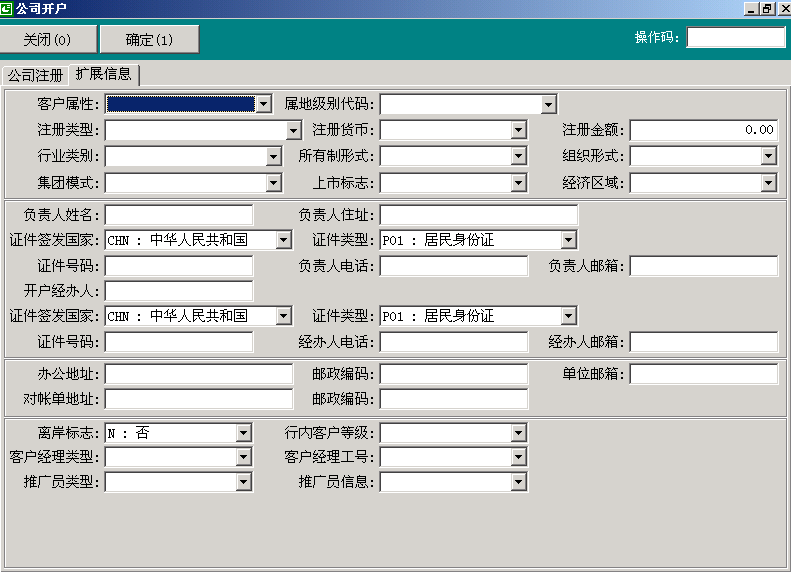 公司开户
关闭(0) 确定(1) 操作码:
公司注册 扩展信息
客户属性: 属地级别代码:
注册类型: 注册货币: 注册金额: 0.00
行业类别: 所有制形式: 组织形式:
集团模式: 上市标志: 经济区域:
负责人姓名: 负责人住址:
证件签发国家: CHN : 中华人民共和国 证件类型: P01 : 居民身份证
证件号码: 负责人电话: 负责人邮箱:
开户经办人:
证件签发国家: CHN : 中华人民共和国 证件类型: P01 : 居民身份证
证件号码: 经办人电话: 经办人邮箱:
办公地址: 邮政编码: 单位邮箱:
对帐单地址: 邮政编码:
离岸标志: N : 否 行内客户等级:
客户经理类型: 客户经理工号:
推广员类型: 推广员信息: